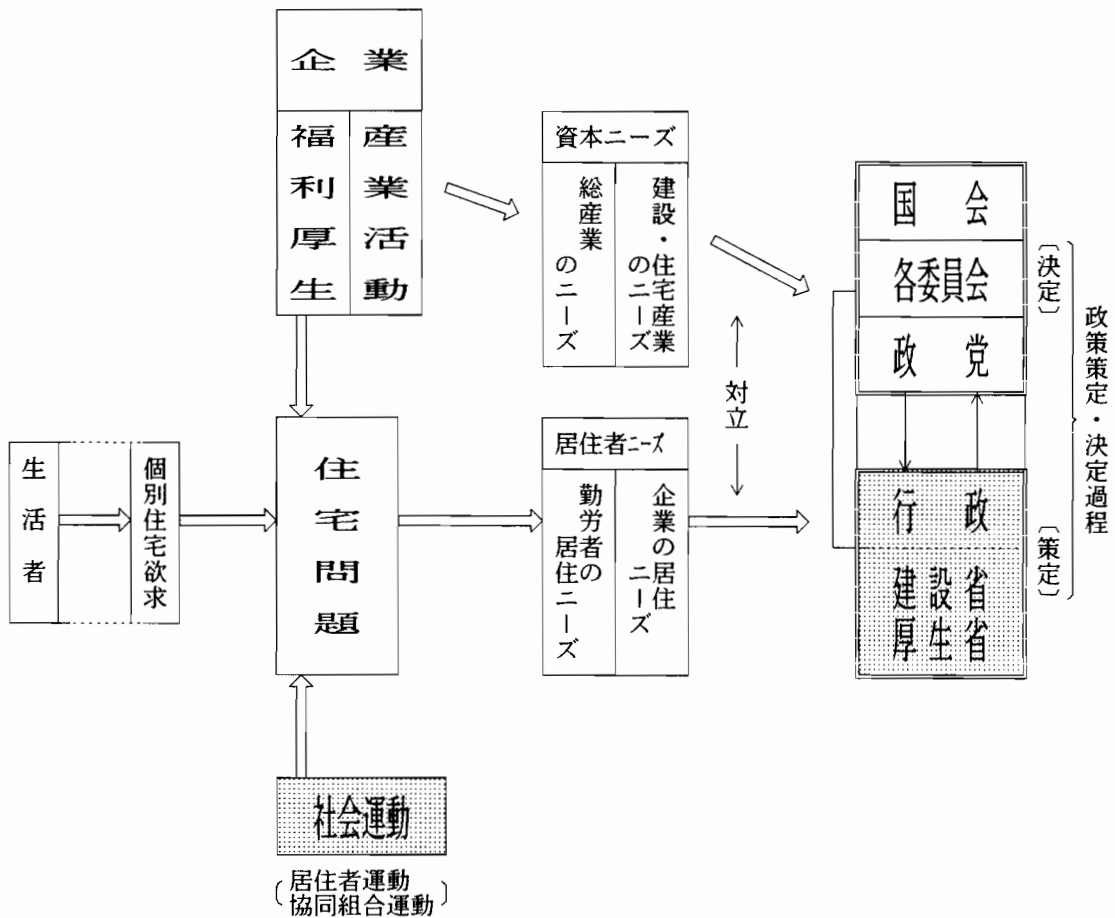 企業
福利厚生
産業活動
資本ニーズ
総産業のニーズ
建設・住宅産業のニーズ
国会
各委員会
政党
〔決定〕
政策策定・決定過程
対立
生活者
個別住宅欲求
住宅問題
居住者ニーズ
勤労者の居住ニーズ
企業の居住ニーズ
行政
建設省
厚生省
〔策定〕
社会運動
居住者運動
協同組合運動